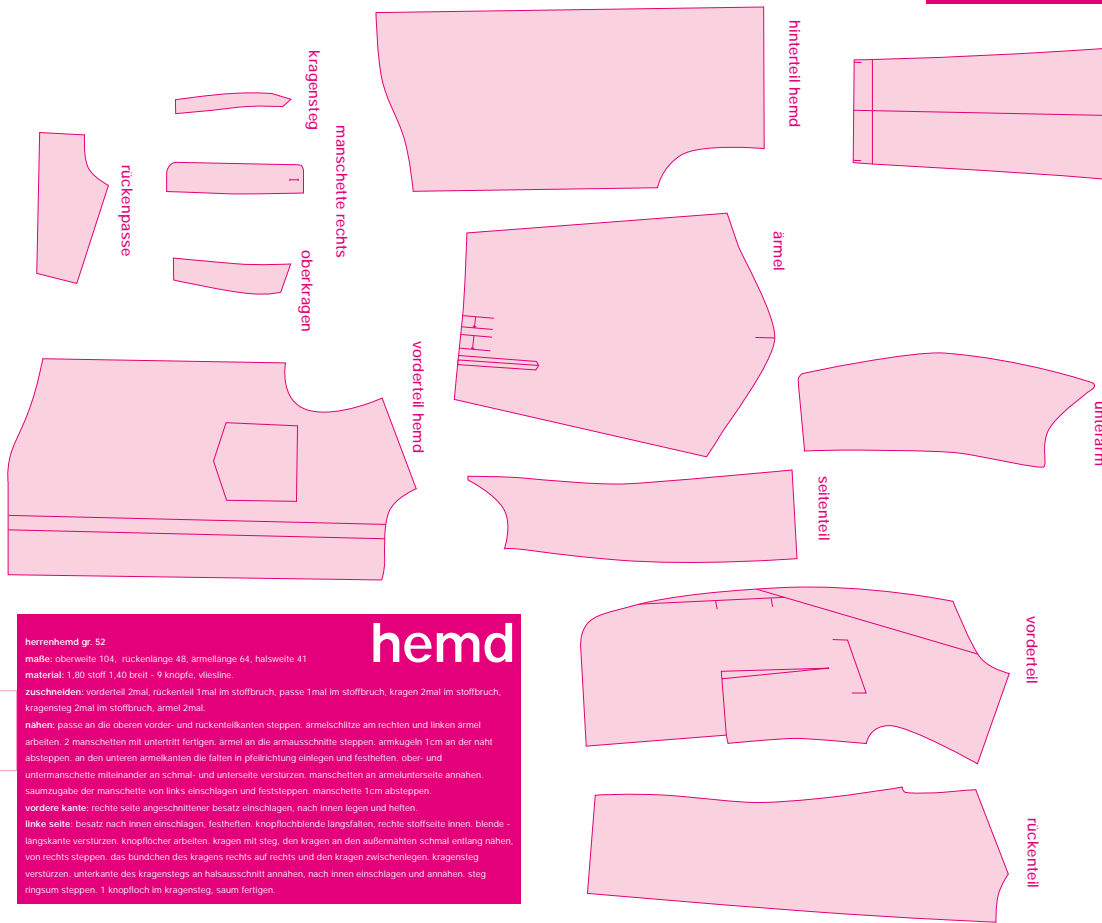 kragensteg
manschette rechts
rückenpasse
oberkragen
hinterteil hemd
ärmel
vorderteil hemd
unterarm
seitenteil
vorderteil
rückenteil
hemd
herrenhemd gr. 52
maße: oberweite 104, rückenlänge 48, ärmellänge 64, halsweite 41
material: 1,80 stoff 1,40 breit - 9 knöpfe, vliesline.
zuschneiden: vorderteil 2mal, rückenteil 1mal im stoffbruch, passe 1mal im stoffbruch, kragen 2mal im stoffbruch,
kragensteg 2mal im stoffbruch, ärmel 2mal.
nähen: passe an die oberen vorder- und rückenteilkanten steppen. ärmelschlitze am rechten und linken ärmel
arbeiten. 2 manschetten mit untertritt fertigen. ärmel an die armausschnitte steppen. armkugeln 1cm an der naht
absteppen. an den unteren ärmelkanten die falten in pfeilrichtung einlegen und festheften. ober- und
untermanschette miteinander an schmal- und unterseite verstürzen. manschetten an ärmelunterseite annähen.
saumzugabe der manschette von links einschlagen und feststeppen. manschette 1cm absteppen.
vordere kante: rechte seite angeschnittener besatz einschlagen, nach innen legen und heften.
linke seite: besatz nach innen einschlagen, festheften. knopflochblende längsfalten, rechte stoffseite innen. blende -
längskante verstürzen. knopflöcher arbeiten. kragen mit steg, den kragen an den außennähten schmal entlang nähen,
von rechts steppen. das bündchen des kragens rechts auf rechts und den kragen zwischenlegen. kragensteg
verstürzen. unterkante des kragenstegs an halsausschnitt annähen, nach innen einschlagen und annähen. steg
ringsum steppen. 1 knopfloch im kragensteg, saum fertigen.